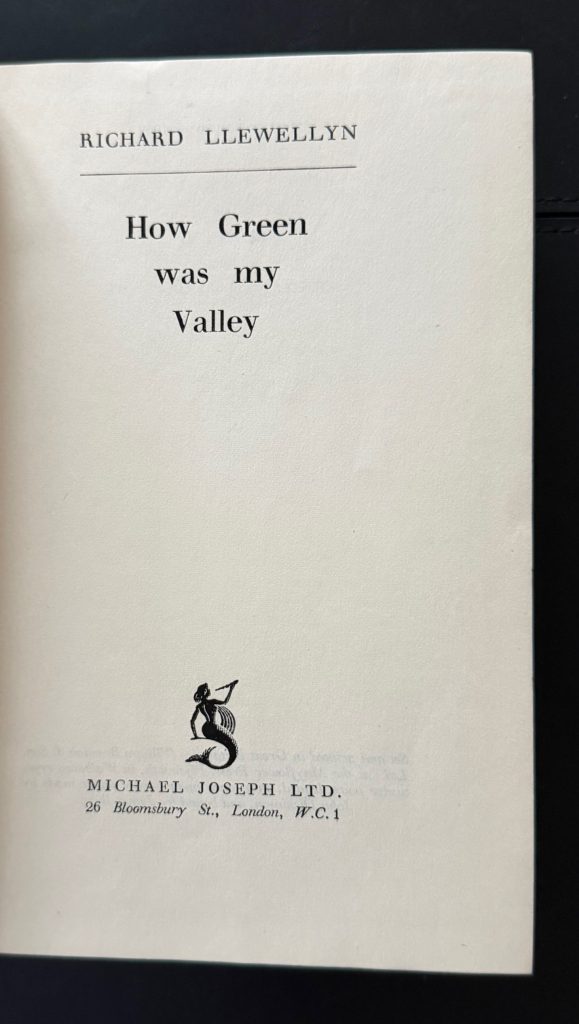 RICHARD LLEWELLYN
How Green
was my
Valley
MICHAEL JOSEPH LTD.
26 Bloomsbury St., London, W.C.1